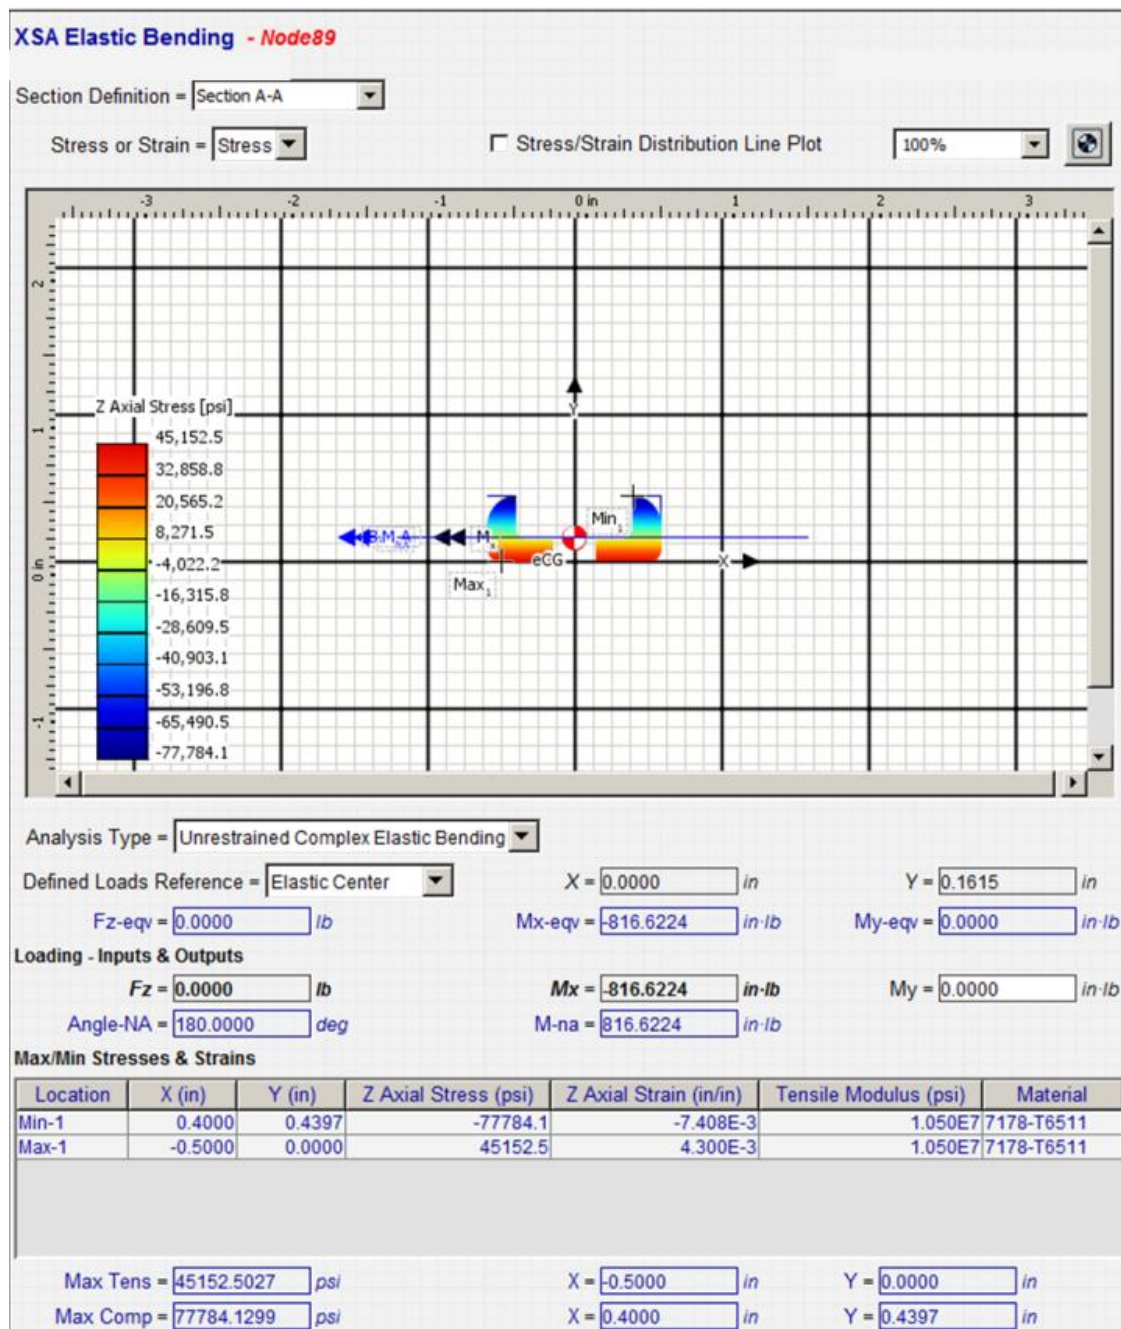 XSA Elastic Bending - Node89
Section Definition = Section A-A
Stress or Strain = Stress
Stress/Strain Distribution Line Plot
100%
-3 -2 -1 0 in 1 2 3
2
1
0 in
-1
Z Axial Stress [psi]
45,152.5
32,858.8
20,565.2
8,271.5
-4,022.2
-16,315.8
-28,609.5
-40,903.1
-53,196.8
-65,490.5
-77,784.1
Y
Min1
Mx
eCG
X
Max1
Analysis Type = Unrestrained Complex Elastic Bending
Defined Loads Reference = Elastic Center X = 0.0000 in Y = 0.1615 in
Fz-eqv = 0.0000 lb Mx-eqv = -816.6224 in·lb My-eqv = 0.0000 in·lb
Loading - Inputs & Outputs
Fz = 0.0000 lb Mx = -816.6224 in·lb My = 0.0000 in·lb
Angle-NA = 180.0000 deg M-na = 816.6224 in·lb
Max/Min Stresses & Strains
Location X (in) Y (in) Z Axial Stress (psi) Z Axial Strain (in/in) Tensile Modulus (psi) Material
Min-1 0.4000 0.4397 -77784.1 -7.408E-3 1.050E7 7178-T6511
Max-1 -0.5000 0.0000 45152.5 4.300E-3 1.050E7 7178-T6511
Max Tens = 45152.5027 psi X = -0.5000 in Y = 0.0000 in
Max Comp = 77784.1299 psi X = 0.4000 in Y = 0.4397 in